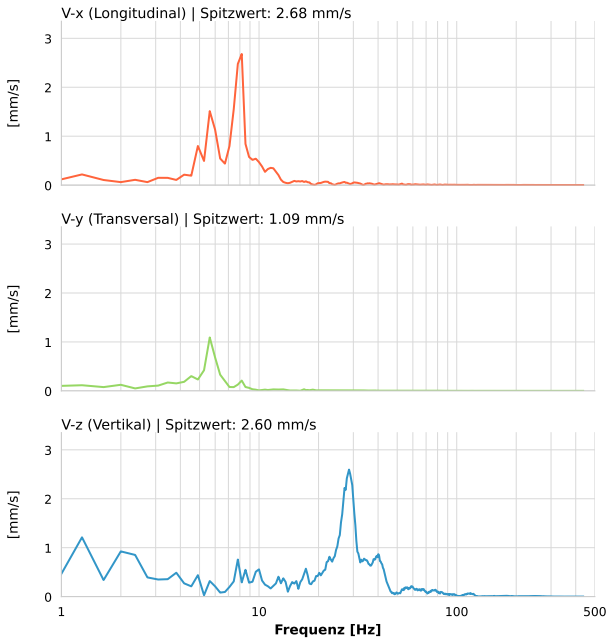 V-x (Longitudinal) | Spitzwert: 2.68 mm/s
3
2
1
0
[mm/s]
V-y (Transversal) | Spitzwert: 1.09 mm/s
3
2
1
0
[mm/s]
V-z (Vertikal) | Spitzwert: 2.60 mm/s
3
2
1
0
[mm/s]
1 10 100 500
Frequenz [Hz]